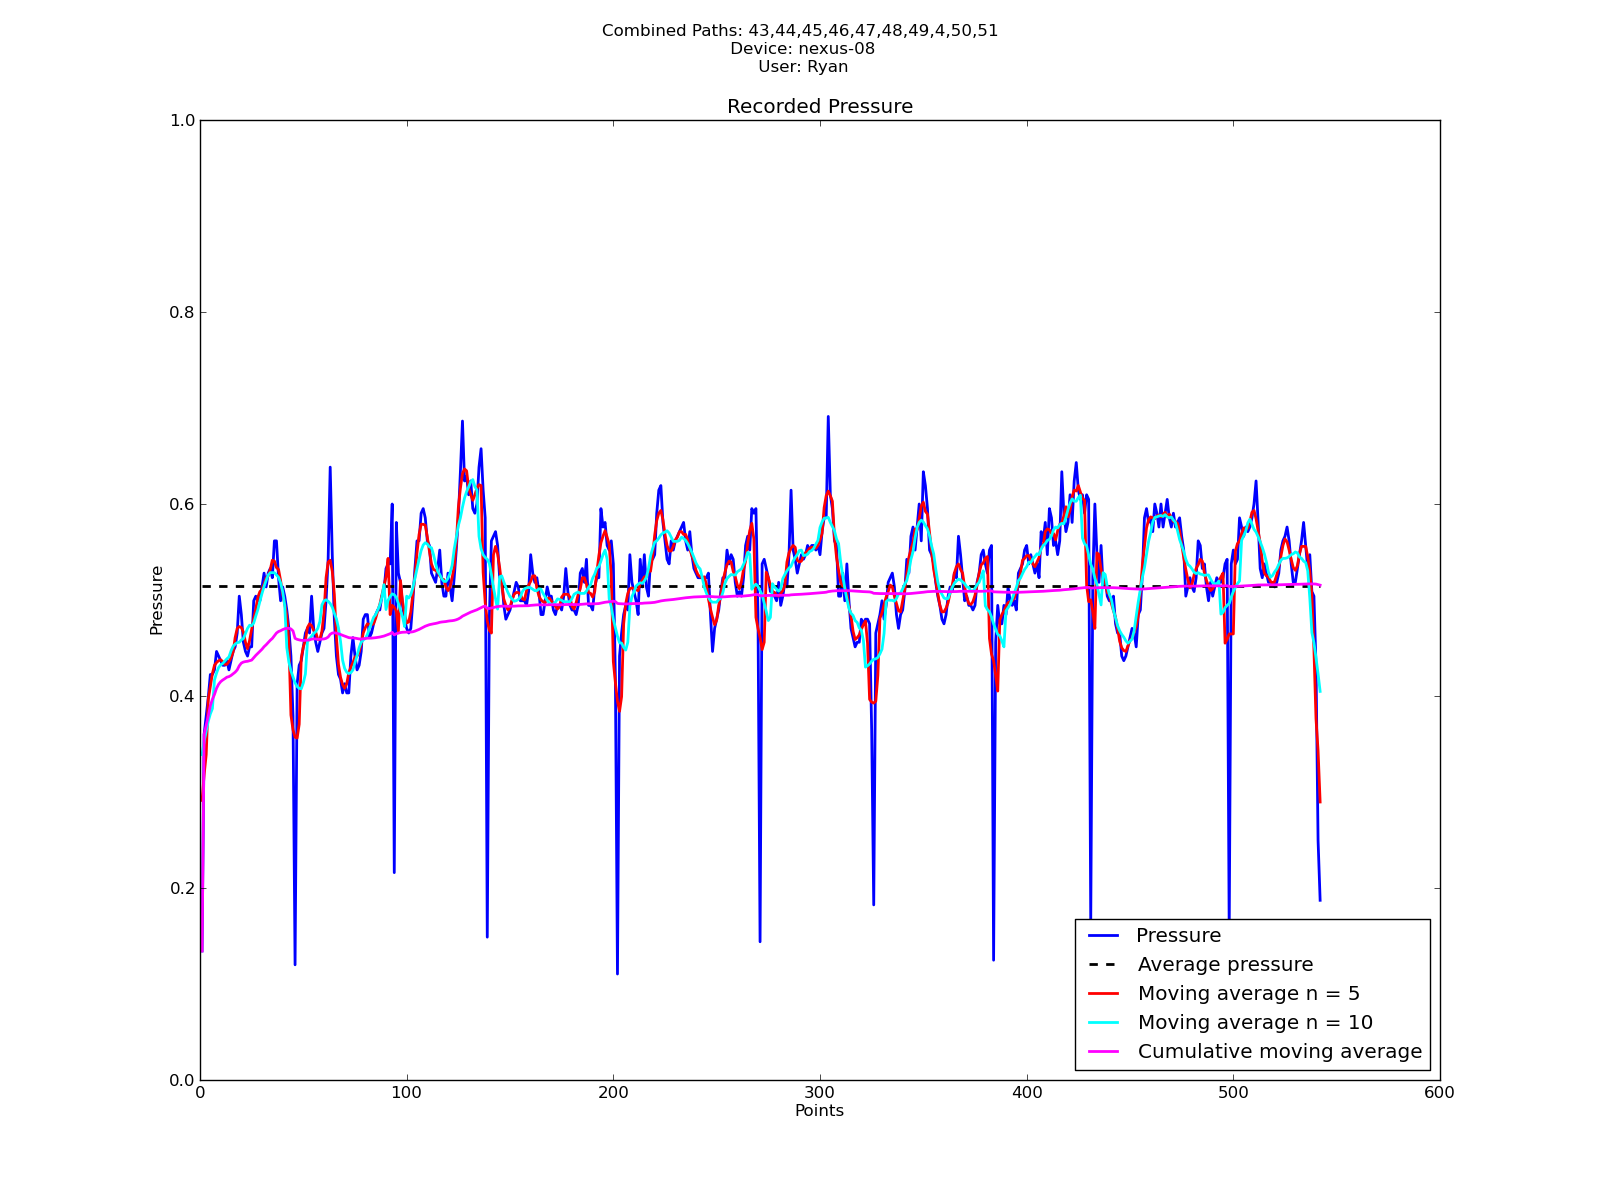 Combined Paths: 43,44,45,46,47,48,49,4,50,51
Device: nexus-08
User: Ryan
Recorded Pressure
1.0
0.8
0.6
0.4
0.2
0.0
Pressure
0 100 200 300 400 500 600
Points
Pressure
Average pressure
Moving average n = 5
Moving average n = 10
Cumulative moving average